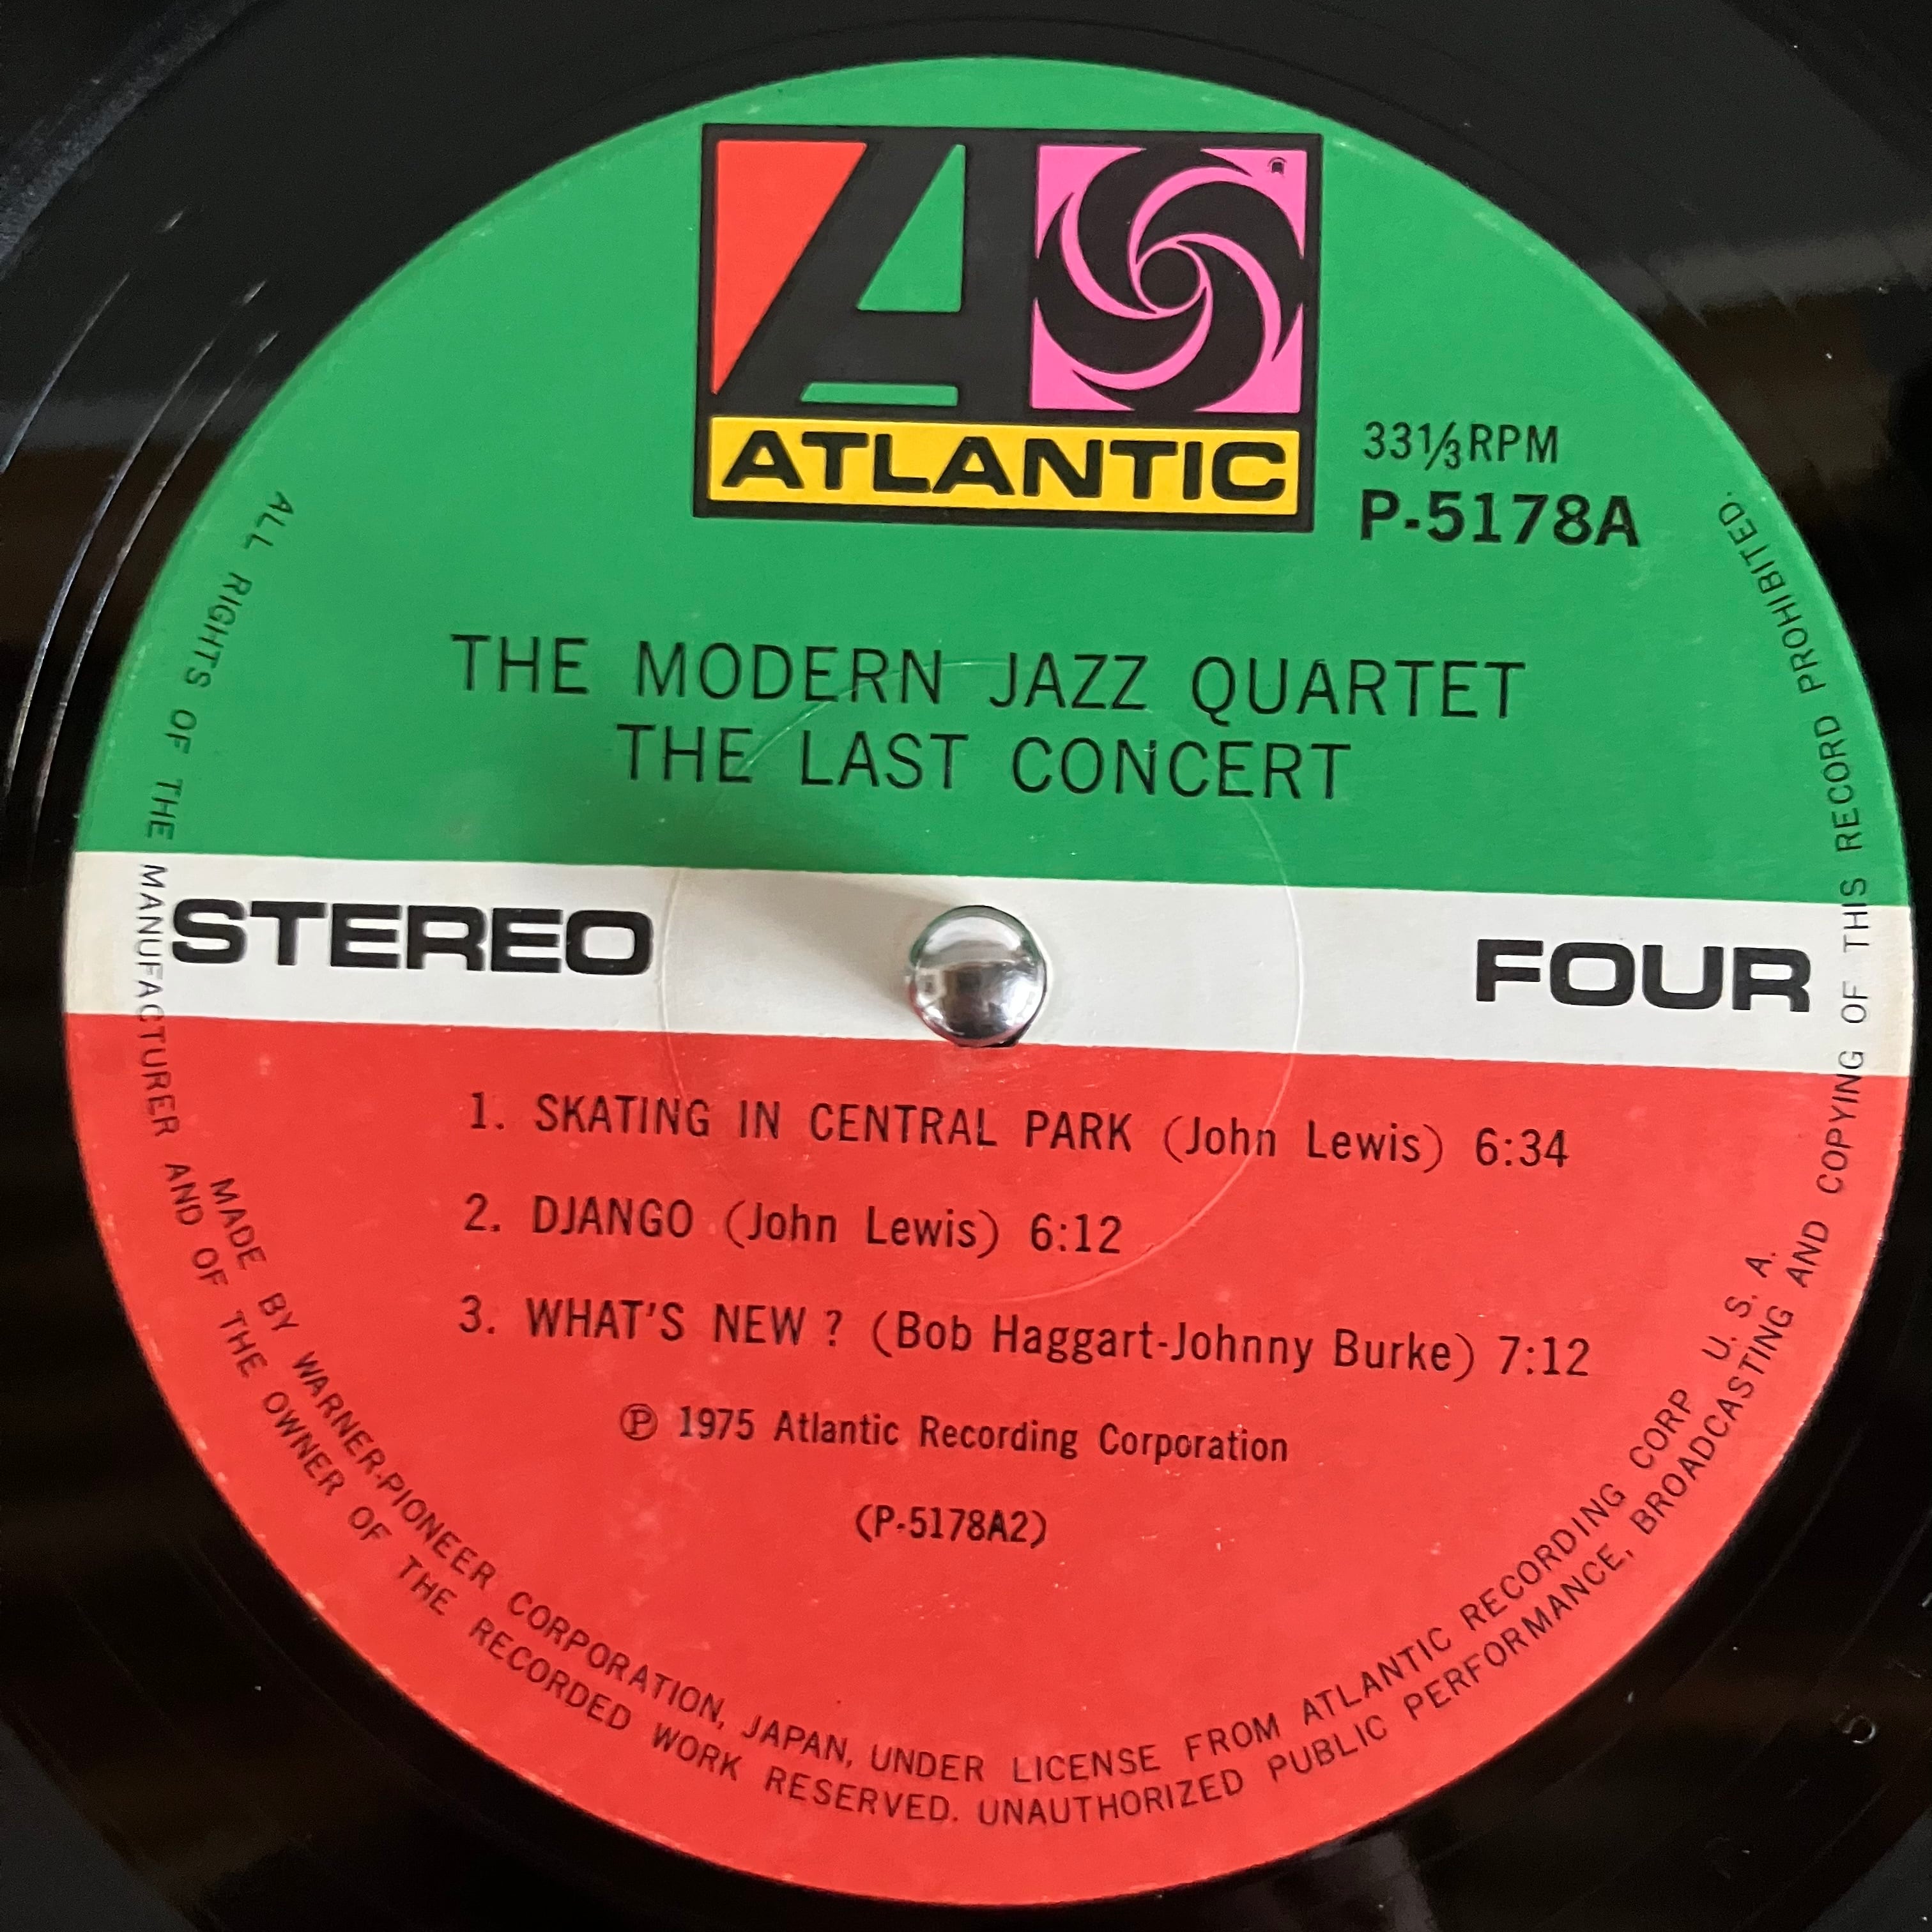 ATLANTIC
33⅓ RPM
P-5178A
THE MODERN JAZZ QUARTET
THE LAST CONCERT
STEREO
FOUR
1. SKATING IN CENTRAL PARK (John Lewis) 6:34
2. DJANGO (John Lewis) 6:12
3. WHAT'S NEW ? (Bob Haggart-Johnny Burke) 7:12
℗ 1975 Atlantic Recording Corporation
(P-5178A2)
MADE BY WARNER-PIONEER CORPORATION, JAPAN, UNDER LICENSE FROM ATLANTIC RECORDING CORP U. S. A.
ALL RIGHTS OF THE MANUFACTURER AND OF THE OWNER OF THE RECORDED WORK RESERVED. UNAUTHORIZED PUBLIC PERFORMANCE, BROADCASTING AND COPYING OF THIS RECORD PROHIBITED.